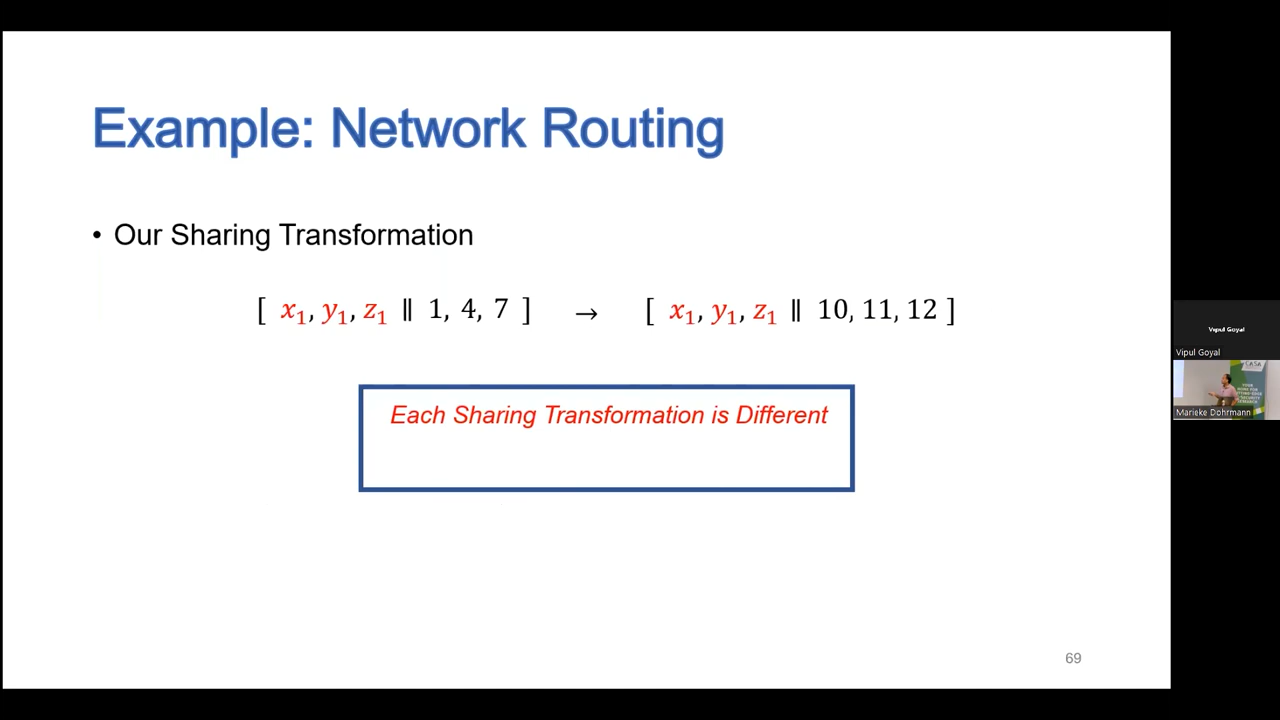 Example: Network Routing
• Our Sharing Transformation
[ x₁, y₁, z₁ ∥ 1, 4, 7 ] → [ x₁, y₁, z₁ ∥ 10, 11, 12 ]
Each Sharing Transformation is Different
69
Vipul Goyal
Vipul Goyal
CASA
Marieke Dohrmann